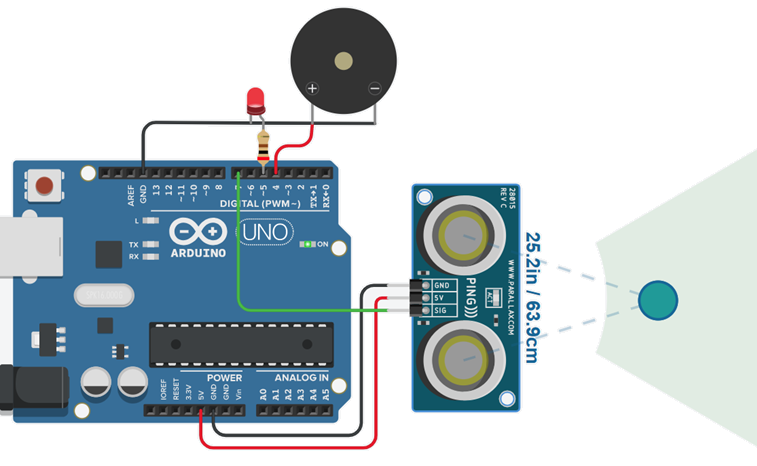 +
−
AREF
GND
13
12
~11
~10
~9
8
7
~6
~5
4
~3
2
TX→1
RX←0
DIGITAL (PWM~)
L
TX
RX
ARDUINO
UNO
ON
POWER
ANALOG IN
IOREF
RESET
3.3V
5V
GND
GND
Vin
A0
A1
A2
A3
A4
A5
28015
REV C
GND
5V
SIG
PING)))
ACT
WWW.PARALLAX.COM
25.2in / 63.9cm